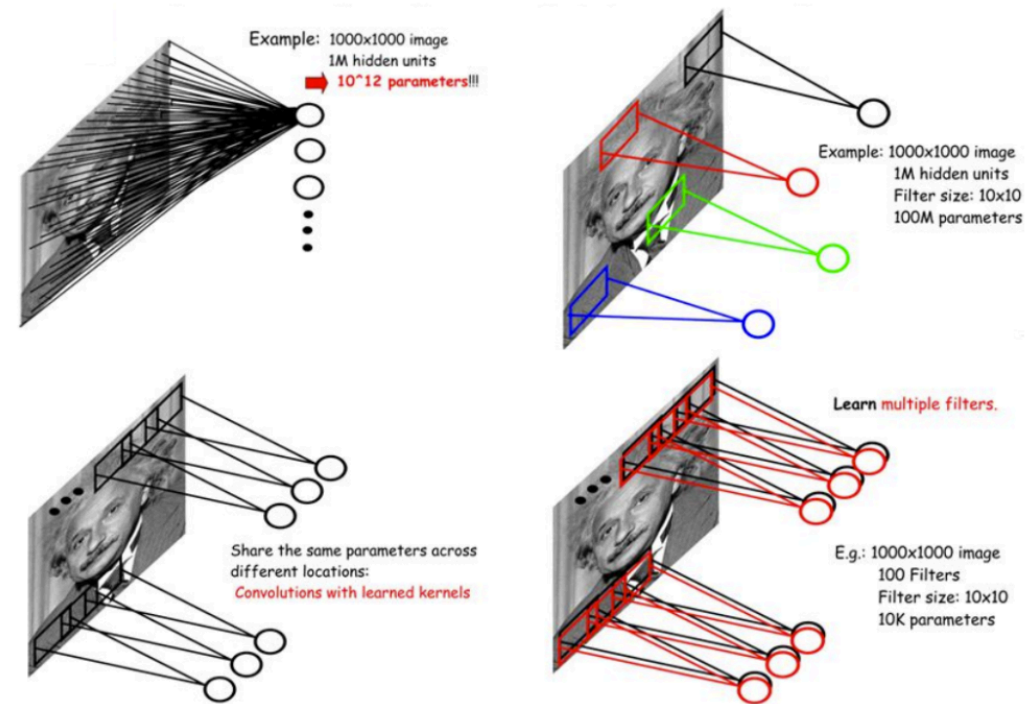 Example: 1000x1000 image
1M hidden units
10^12 parameters!!!
Example: 1000x1000 image
1M hidden units
Filter size: 10x10
100M parameters
Share the same parameters across
different locations:
Convolutions with learned kernels
Learn multiple filters.
E.g.: 1000x1000 image
100 Filters
Filter size: 10x10
10K parameters